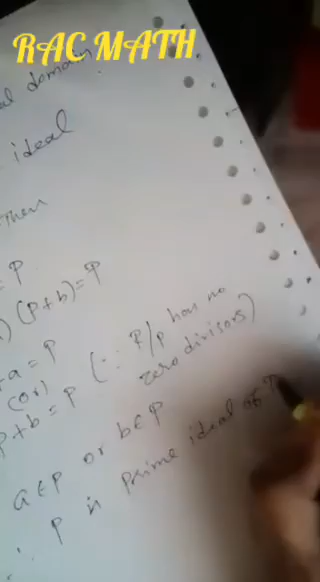 RAC MATH
al domain
ideal
Then
= P
) (P+b) = P
+a = P
(or)
P+b = P (∵ R/P has no
zero divisors)
a ∈ P or b ∈ P
∴ P is prime ideal of R